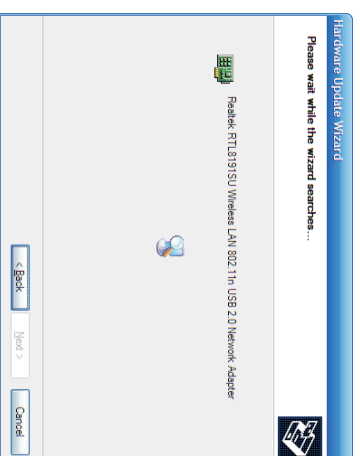 Hardware Update Wizard
Please wait while the wizard searches...
Realtek RTL8191SU Wireless LAN 802.11n USB 2.0 Network Adapter
< Back
Next >
Cancel